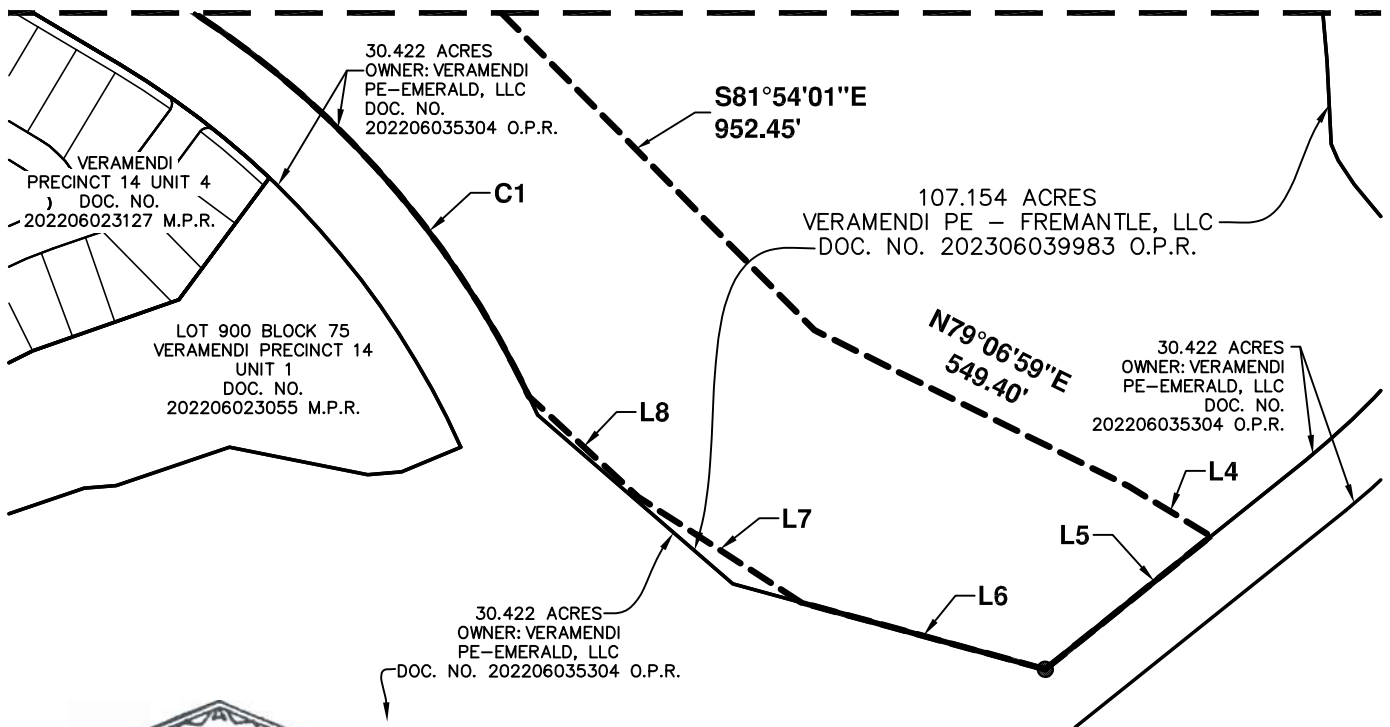 30.422 ACRES
OWNER: VERAMENDI
PE-EMERALD, LLC
DOC. NO.
202206035304 O.P.R.
S81°54'01"E
952.45'
VERAMENDI
PRECINCT 14 UNIT 4
DOC. NO.
202206023127 M.P.R.
C1
107.154 ACRES
VERAMENDI PE - FREMANTLE, LLC
DOC. NO. 202306039983 O.P.R.
LOT 900 BLOCK 75
VERAMENDI PRECINCT 14
UNIT 1
DOC. NO.
202206023055 M.P.R.
N79°06'59"E
549.40'
30.422 ACRES
OWNER: VERAMENDI
PE-EMERALD, LLC
DOC. NO.
202206035304 O.P.R.
L8
L4
L7
L5
L6
30.422 ACRES
OWNER: VERAMENDI
PE-EMERALD, LLC
DOC. NO. 202206035304 O.P.R.